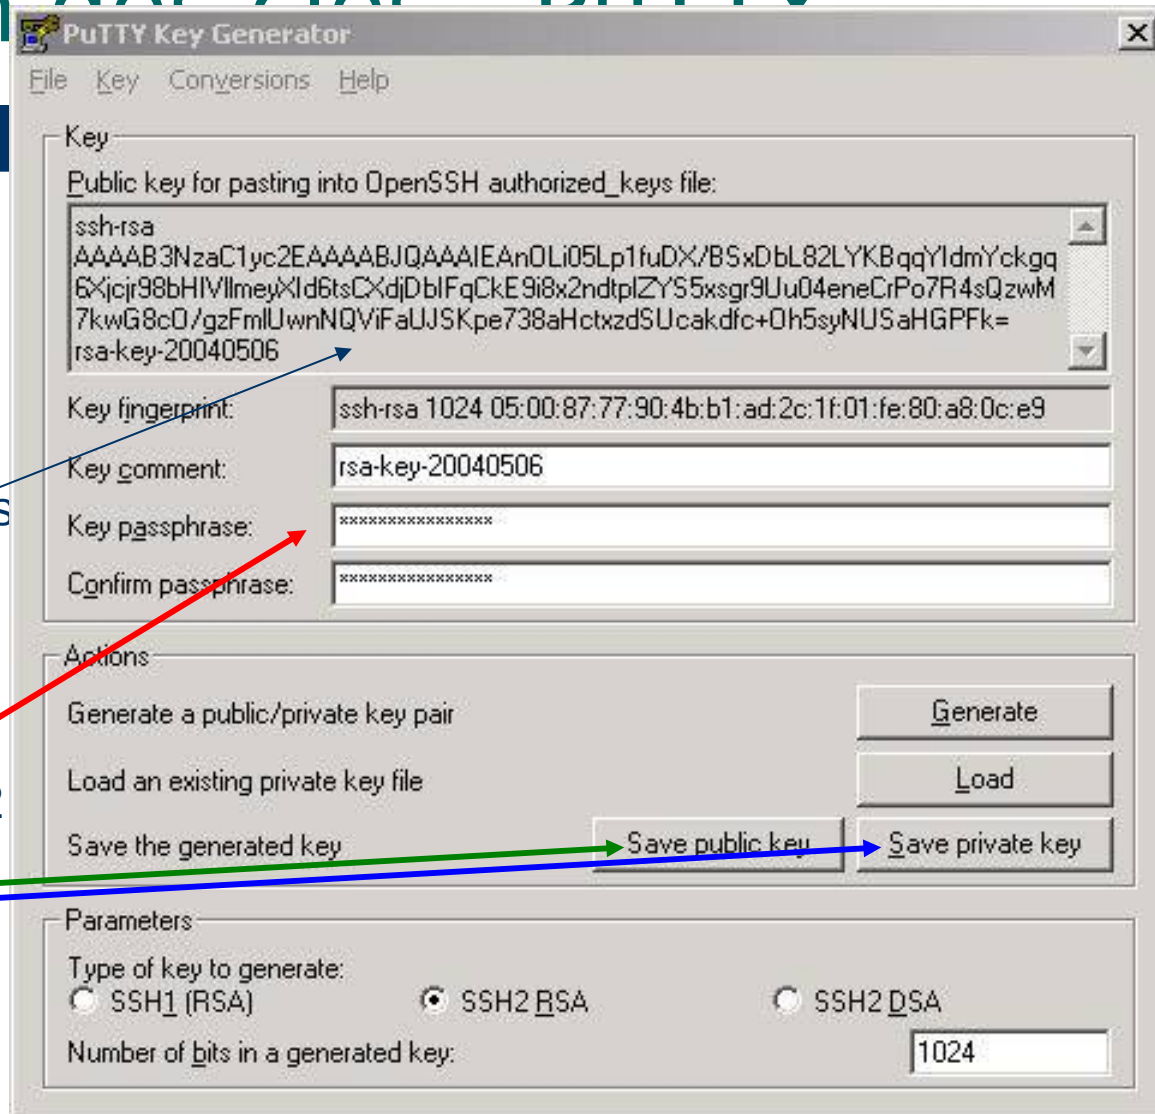 PuTTY Key Generator
File Key Conversions Help
Key
Public key for pasting into OpenSSH authorized_keys file:
ssh-rsa
AAAAB3NzaC1yc2EAAAABJQAAAIEAnOLi05Lp1fuDX/BSxDbL82LYKBqqYIdmYckgq
6Xjcjr98bHIVlImeyXId6tsCXdjDbIFqCkE9i8x2ndtplZYS5xsgr9Uu04eneCrPo7R4sQzwM
7kwG8cO/gzFmlUwnNQViFaUJSKpe738aHctxzdSUcakdfc+Oh5syNUSaHGPFk=
rsa-key-20040506
Key fingerprint: ssh-rsa 1024 05:00:87:77:90:4b:b1:ad:2c:1f:01:fe:80:a8:0c:e9
Key comment: rsa-key-20040506
s
Key passphrase: ****************
Confirm passphrase: ****************
Actions
Generate a public/private key pair Generate
Load an existing private key file Load
2
Save the generated key Save public key Save private key
Parameters
Type of key to generate:
SSH1 (RSA) SSH2 RSA SSH2 DSA
Number of bits in a generated key: 1024